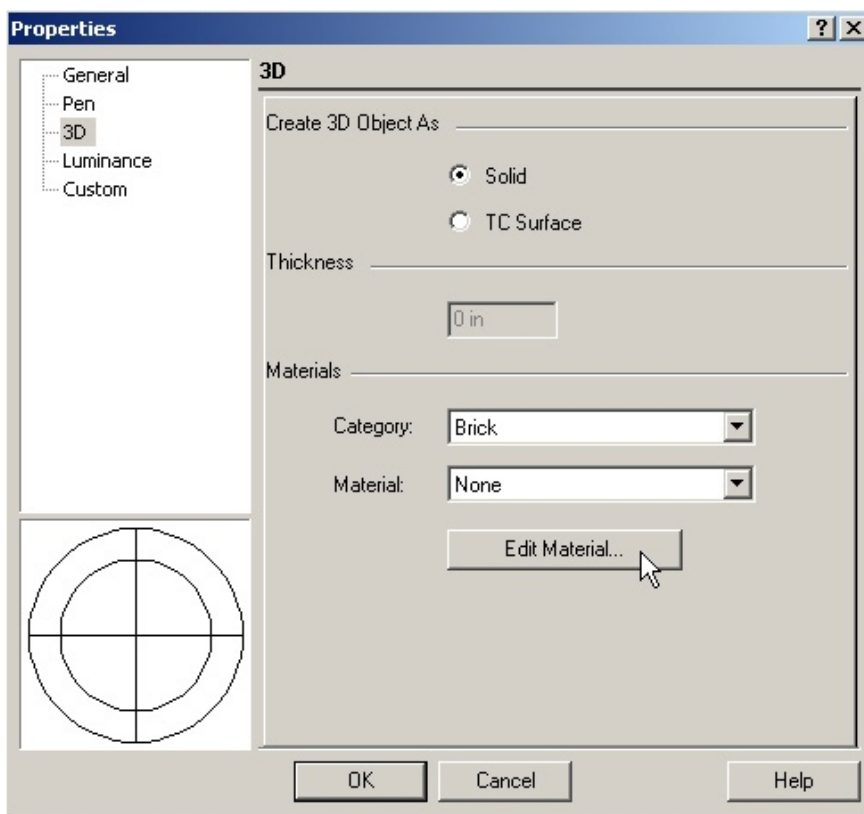 Properties
General
Pen
3D
Luminance
Custom
3D
Create 3D Object As
Solid
TC Surface
Thickness
0 in
Materials
Category: Brick
Material: None
Edit Material...
OK Cancel Help